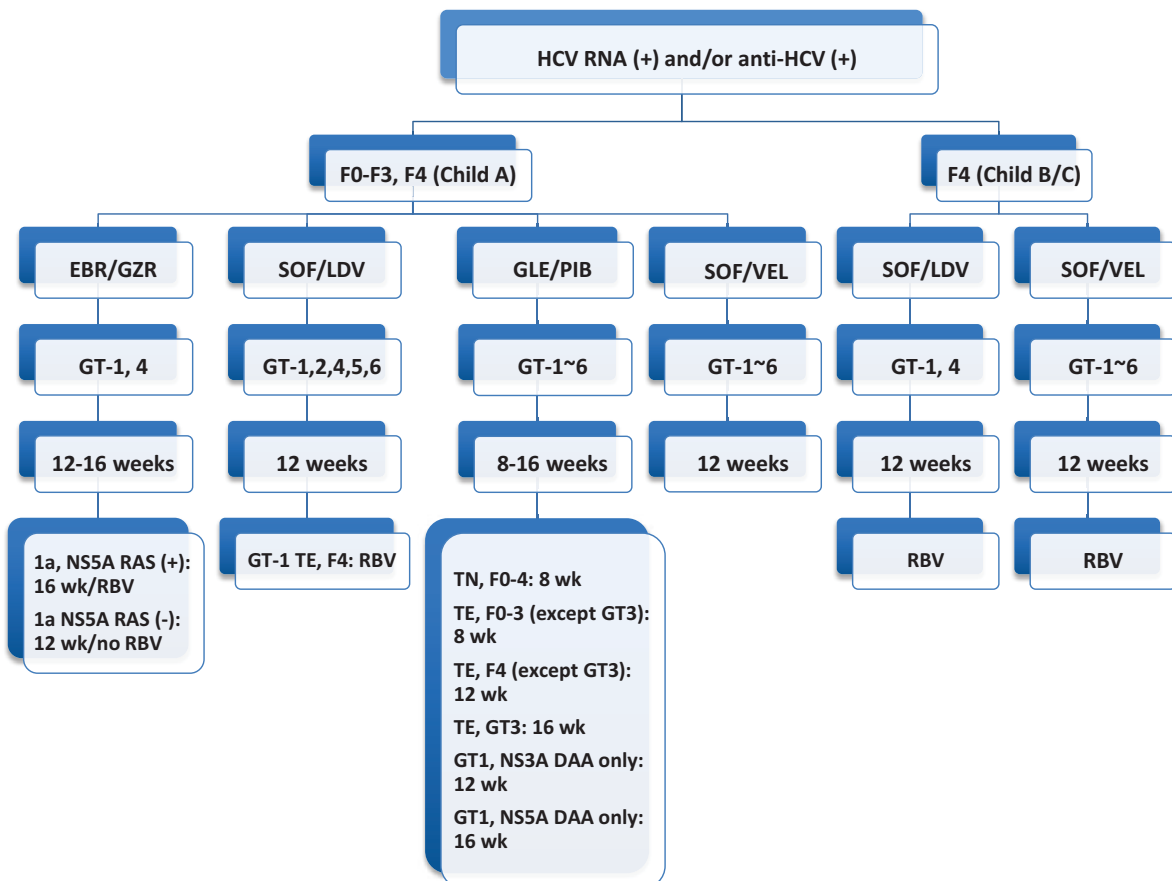 HCV RNA (+) and/or anti-HCV (+)
F0-F3, F4 (Child A)
F4 (Child B/C)
EBR/GZR
SOF/LDV
GLE/PIB
SOF/VEL
SOF/LDV
SOF/VEL
GT-1, 4
GT-1,2,4,5,6
GT-1~6
GT-1~6
GT-1, 4
GT-1~6
12-16 weeks
12 weeks
8-16 weeks
12 weeks
12 weeks
12 weeks
1a, NS5A RAS (+):
16 wk/RBV
1a NS5A RAS (-):
12 wk/no RBV
GT-1 TE, F4: RBV
TN, F0-4: 8 wk
TE, F0-3 (except GT3):
8 wk
TE, F4 (except GT3):
12 wk
TE, GT3: 16 wk
GT1, NS3A DAA only:
12 wk
GT1, NS5A DAA only:
16 wk
RBV
RBV